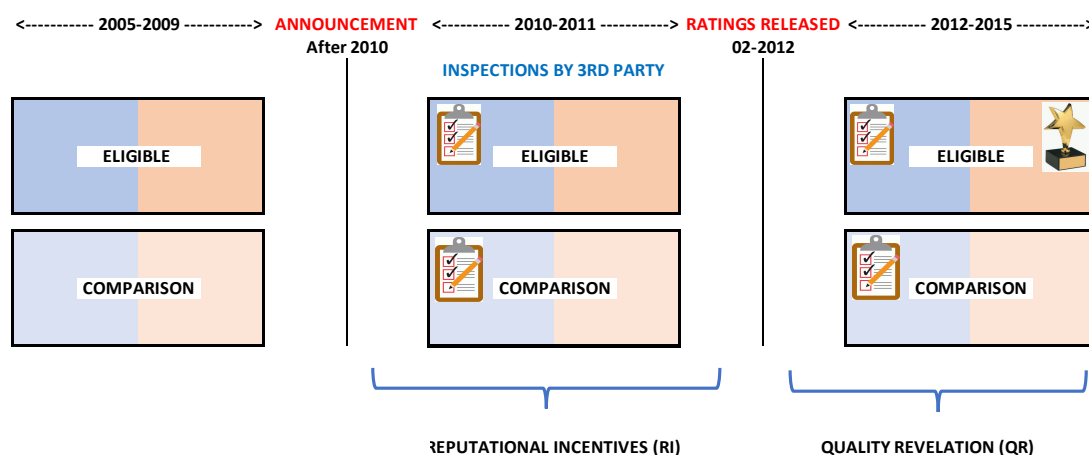 <---------- 2005-2009 ----------> ANNOUNCEMENT <---------- 2010-2011 -----------> RATINGS RELEASED <---------- 2012-2015 ---------->
After 2010 02-2012
INSPECTIONS BY 3RD PARTY
ELIGIBLE ELIGIBLE ELIGIBLE
COMPARISON COMPARISON COMPARISON
REPUTATIONAL INCENTIVES (RI) QUALITY REVELATION (QR)